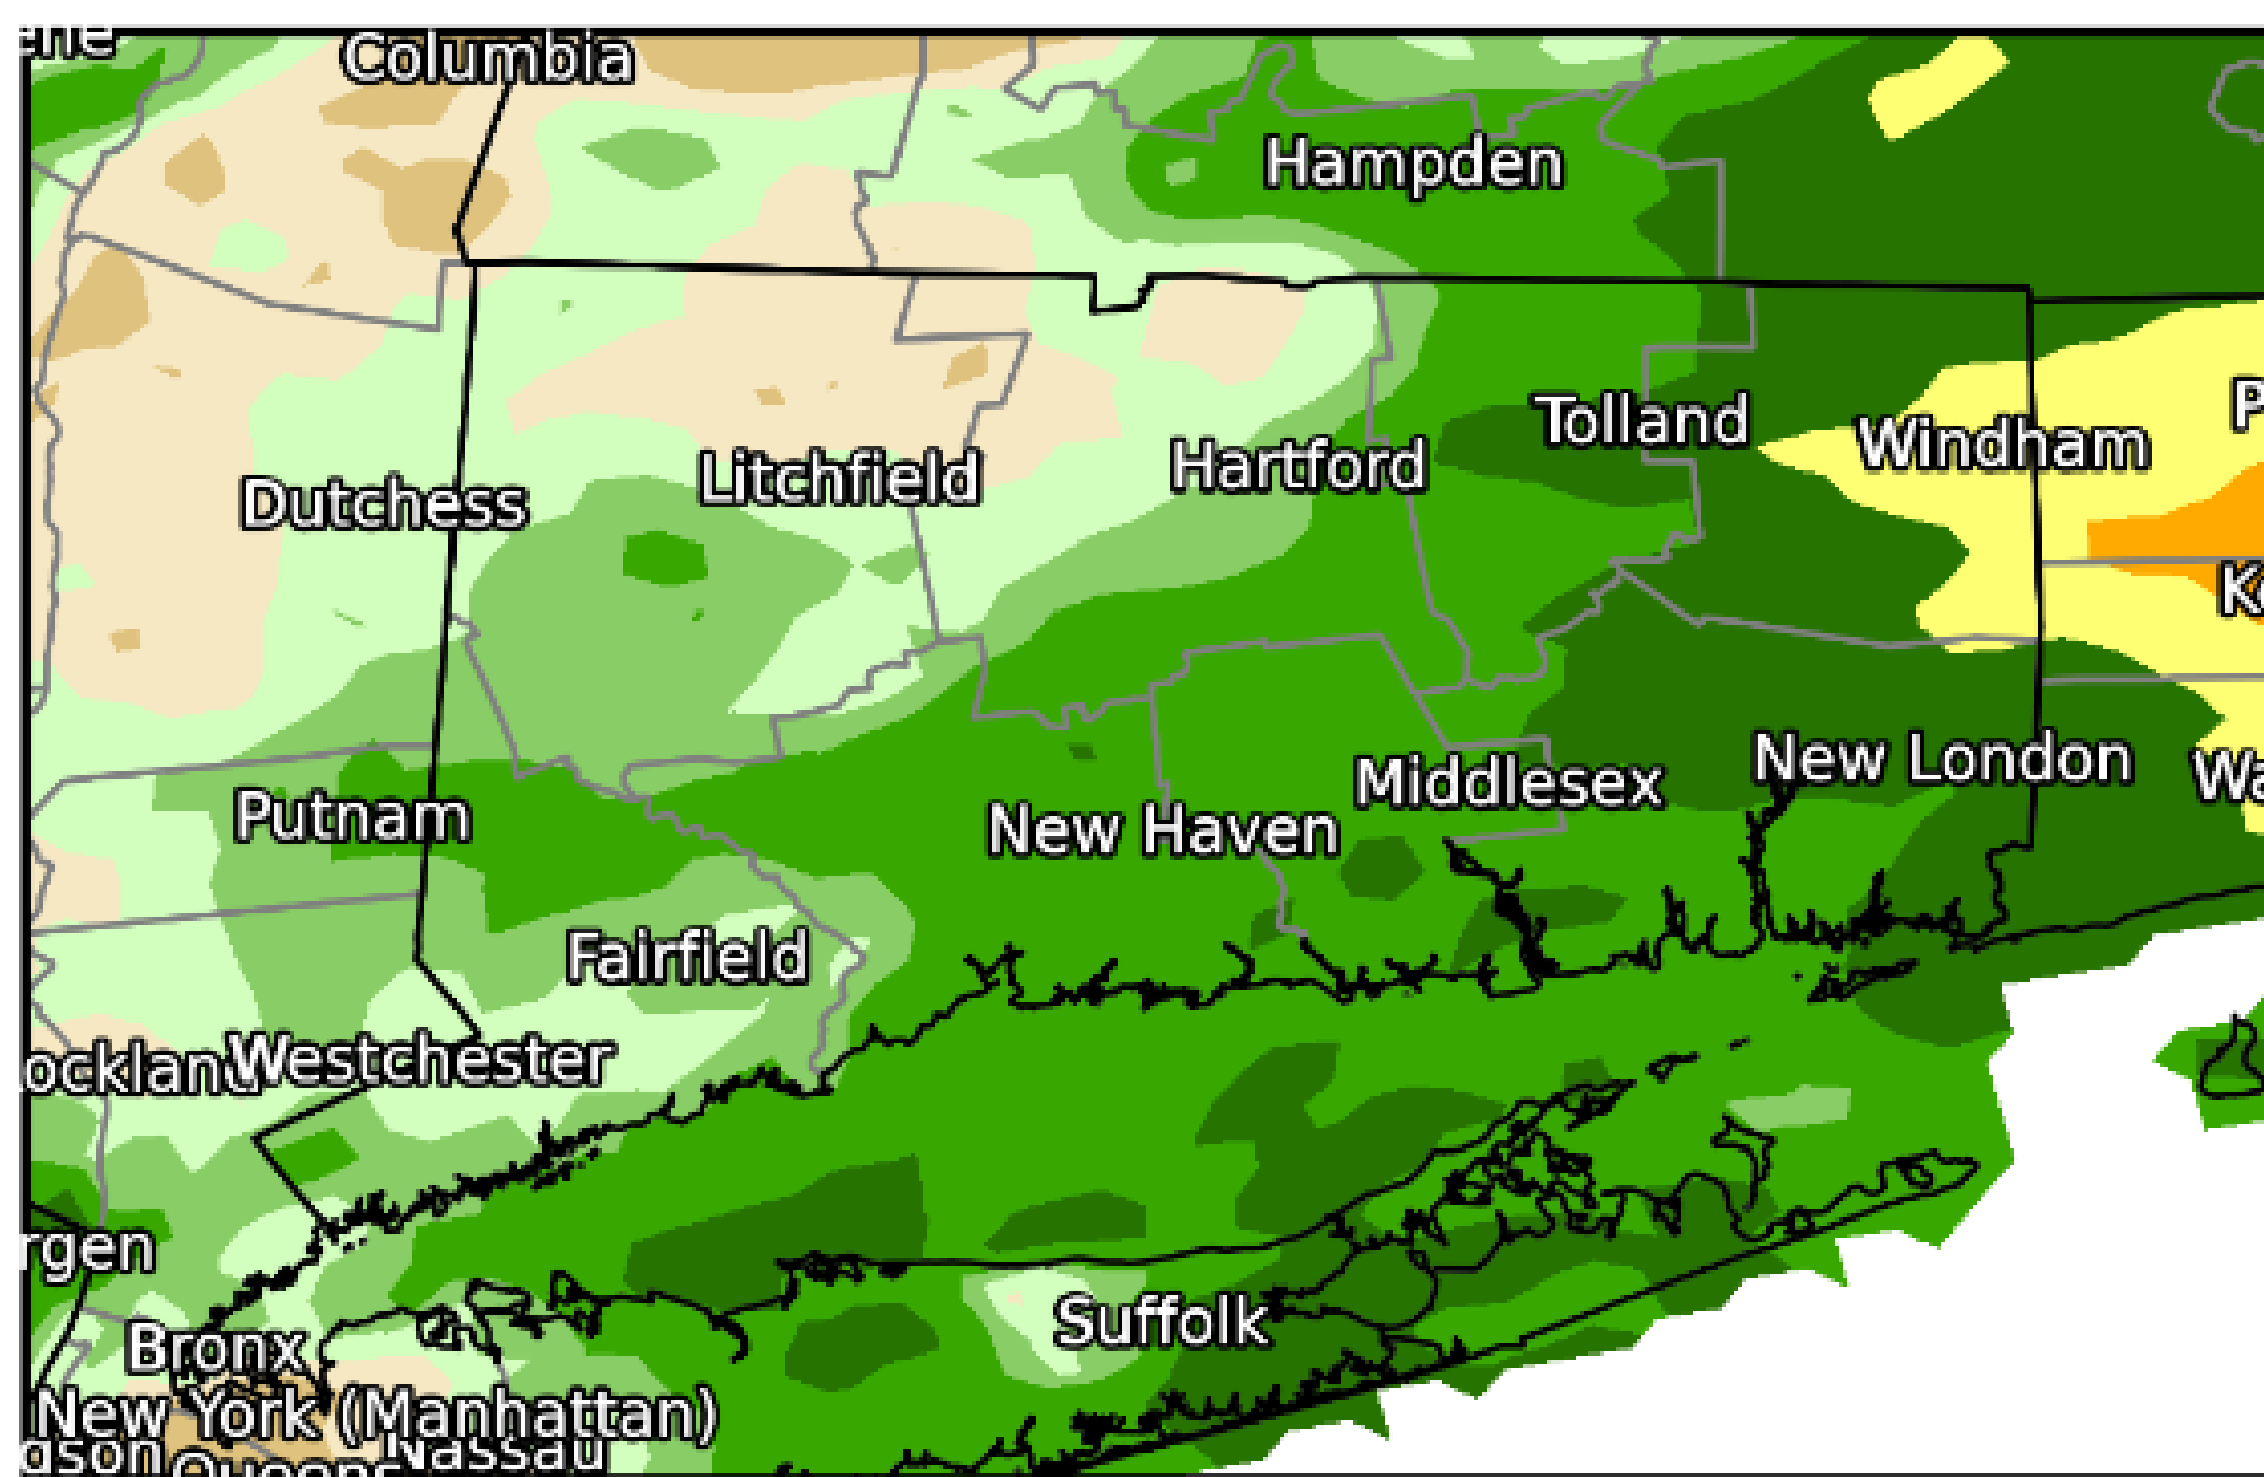 Columbia
Hampden
Tolland
Windham
Hartford
Litchfield
Dutchess
New London
Middlesex
Putnam
New Haven
Fairfield
Westchester
Suffolk
Bronx
New York (Manhattan)
Nassau